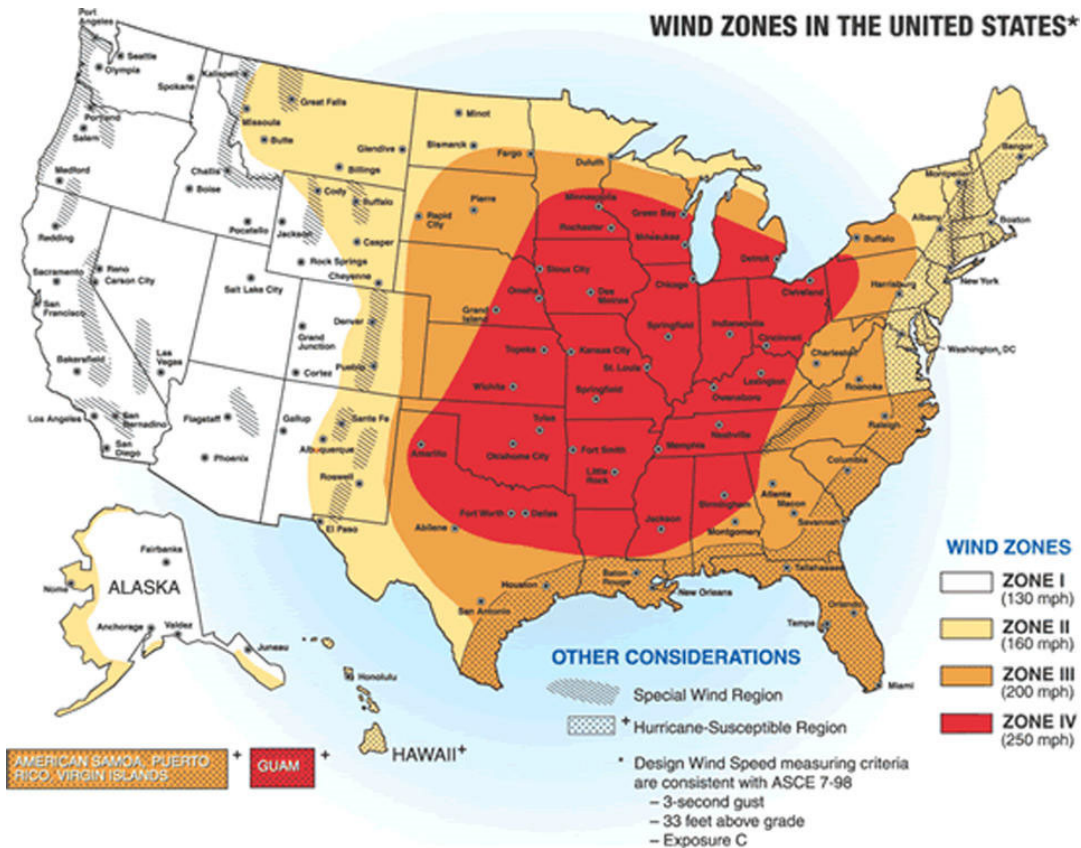 WIND ZONES IN THE UNITED STATES*
Port
Angeles
Seattle
Olympia
Spokane
Kalispell
Great Falls
Portland
Salem
Missoula
Butte
Glendive
Minot
Bismarck
Fargo
Duluth
Bangor
Montpelier
Medford
Challis
Boise
Billings
Cody
Buffalo
Pierre
Rapid
City
Minneapolis
Rochester
Green Bay
Milwaukee
Albany
Boston
Buffalo
Redding
Pocatello
Jackson
Casper
Rock Springs
Cheyenne
Sioux City
Detroit
Chicago
Cleveland
Harrisburg
New York
Sacramento
Reno
Carson City
San
Francisco
Salt Lake City
Omaha
Des
Moines
Grand
Island
Denver
Grand
Junction
Pueblo
Springfield
Indianapolis
Cincinnati
Washington, DC
Bakersfield
Las
Vegas
Cortez
Topeka
Kansas City
St. Louis
Charleston
Lexington
Roanoke
Wichita
Springfield
Owensboro
Los Angeles
San
Bernadino
San
Diego
Flagstaff
Gallup
Santa Fe
Albuquerque
Tulsa
Nashville
Raleigh
Phoenix
Roswell
Amarillo
Oklahoma City
Fort Smith
Memphis
Little
Rock
Columbia
Atlanta
Macon
Birmingham
El Paso
Abilene
Fort Worth
Dallas
Jackson
Montgomery
Savannah
Houston
Baton
Rouge
New Orleans
Tallahassee
San Antonio
Orlando
Tampa
Miami
Fairbanks
Nome
ALASKA
Anchorage
Valdez
Juneau
Honolulu
HAWAII+
WIND ZONES
ZONE I
(130 mph)
ZONE II
(160 mph)
ZONE III
(200 mph)
ZONE IV
(250 mph)
OTHER CONSIDERATIONS
Special Wind Region
+ Hurricane-Susceptible Region
AMERICAN SAMOA, PUERTO
RICO, VIRGIN ISLANDS
+
GUAM
+
* Design Wind Speed measuring criteria
are consistent with ASCE 7-98
– 3-second gust
– 33 feet above grade
– Exposure C